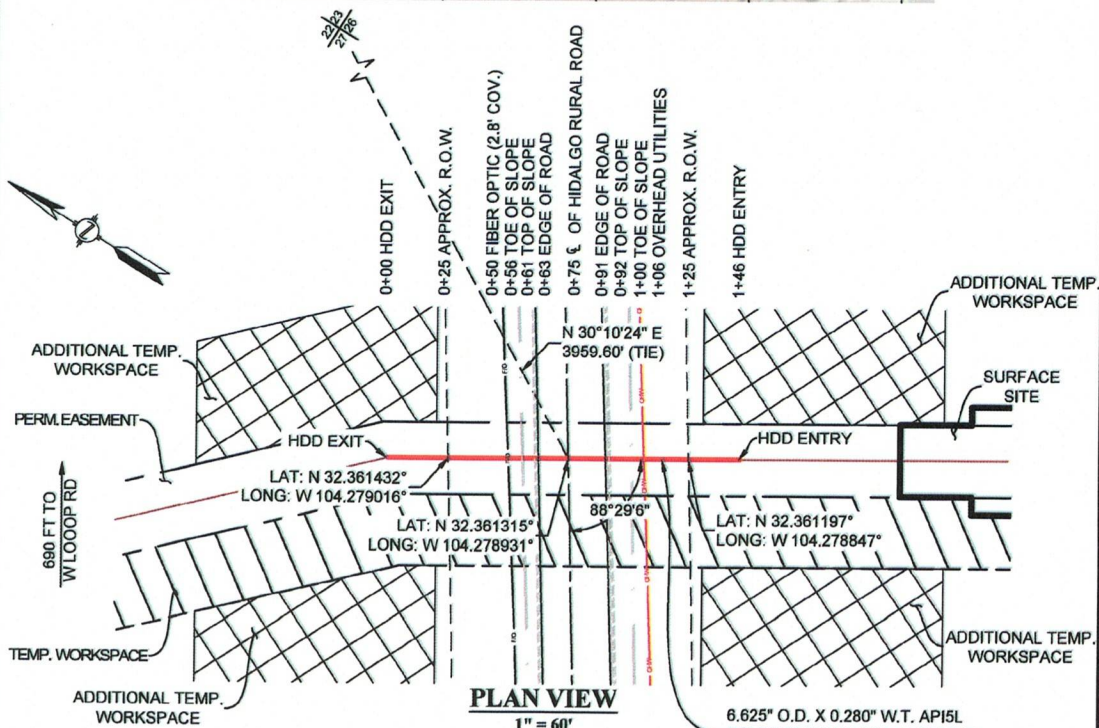 22 23
27 26
0+00 HDD EXIT
0+25 APPROX. R.O.W.
0+50 FIBER OPTIC (2.8' COV.)
0+56 TOE OF SLOPE
0+61 TOP OF SLOPE
0+63 EDGE OF ROAD
0+75 ℄ OF HIDALGO RURAL ROAD
0+91 EDGE OF ROAD
0+92 TOP OF SLOPE
1+00 TOE OF SLOPE
1+06 OVERHEAD UTILITIES
1+25 APPROX. R.O.W.
1+46 HDD ENTRY
ADDITIONAL TEMP.
WORKSPACE
N 30°10'24" E
3959.60' (TIE)
ADDITIONAL TEMP.
WORKSPACE
SURFACE
SITE
PERM. EASEMENT
HDD EXIT
HDD ENTRY
LAT: N 32.361432°
LONG: W 104.279016°
88°29'6"
LAT: N 32.361315°
LONG: W 104.278931°
LAT: N 32.361197°
LONG: W 104.278847°
680 FT TO
W LOOOP RD
TEMP. WORKSPACE
ADDITIONAL TEMP.
WORKSPACE
ADDITIONAL TEMP.
WORKSPACE
PLAN VIEW
1" = 60'
6.625" O.D. X 0.280" W.T. API5L